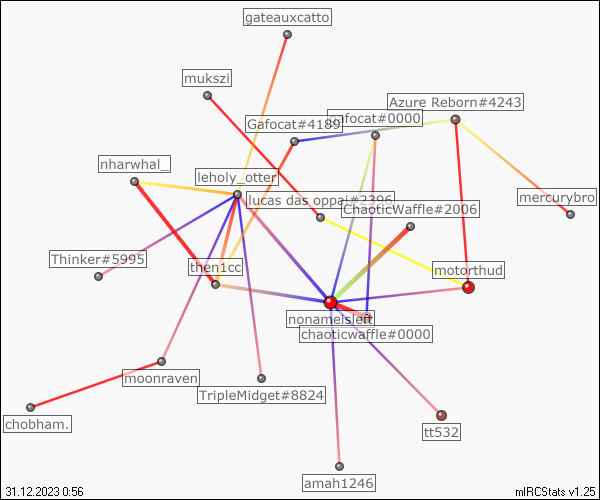 gateauxcatto
mukszi
Azure Reborn#4243
gafocat#0000
Gafocat#4189
nharwhal_
leholy_otter
lucas das oppai#2396
mercurybro
ChaoticWaffle#2006
Thinker#5995
then1cc
motorthud
nonameisleft
chaoticwaffle#0000
moonraven
TripleMidget#8824
chobham.
tt532
amah1246
31.12.2023 0:56
mIRCStats v1.25